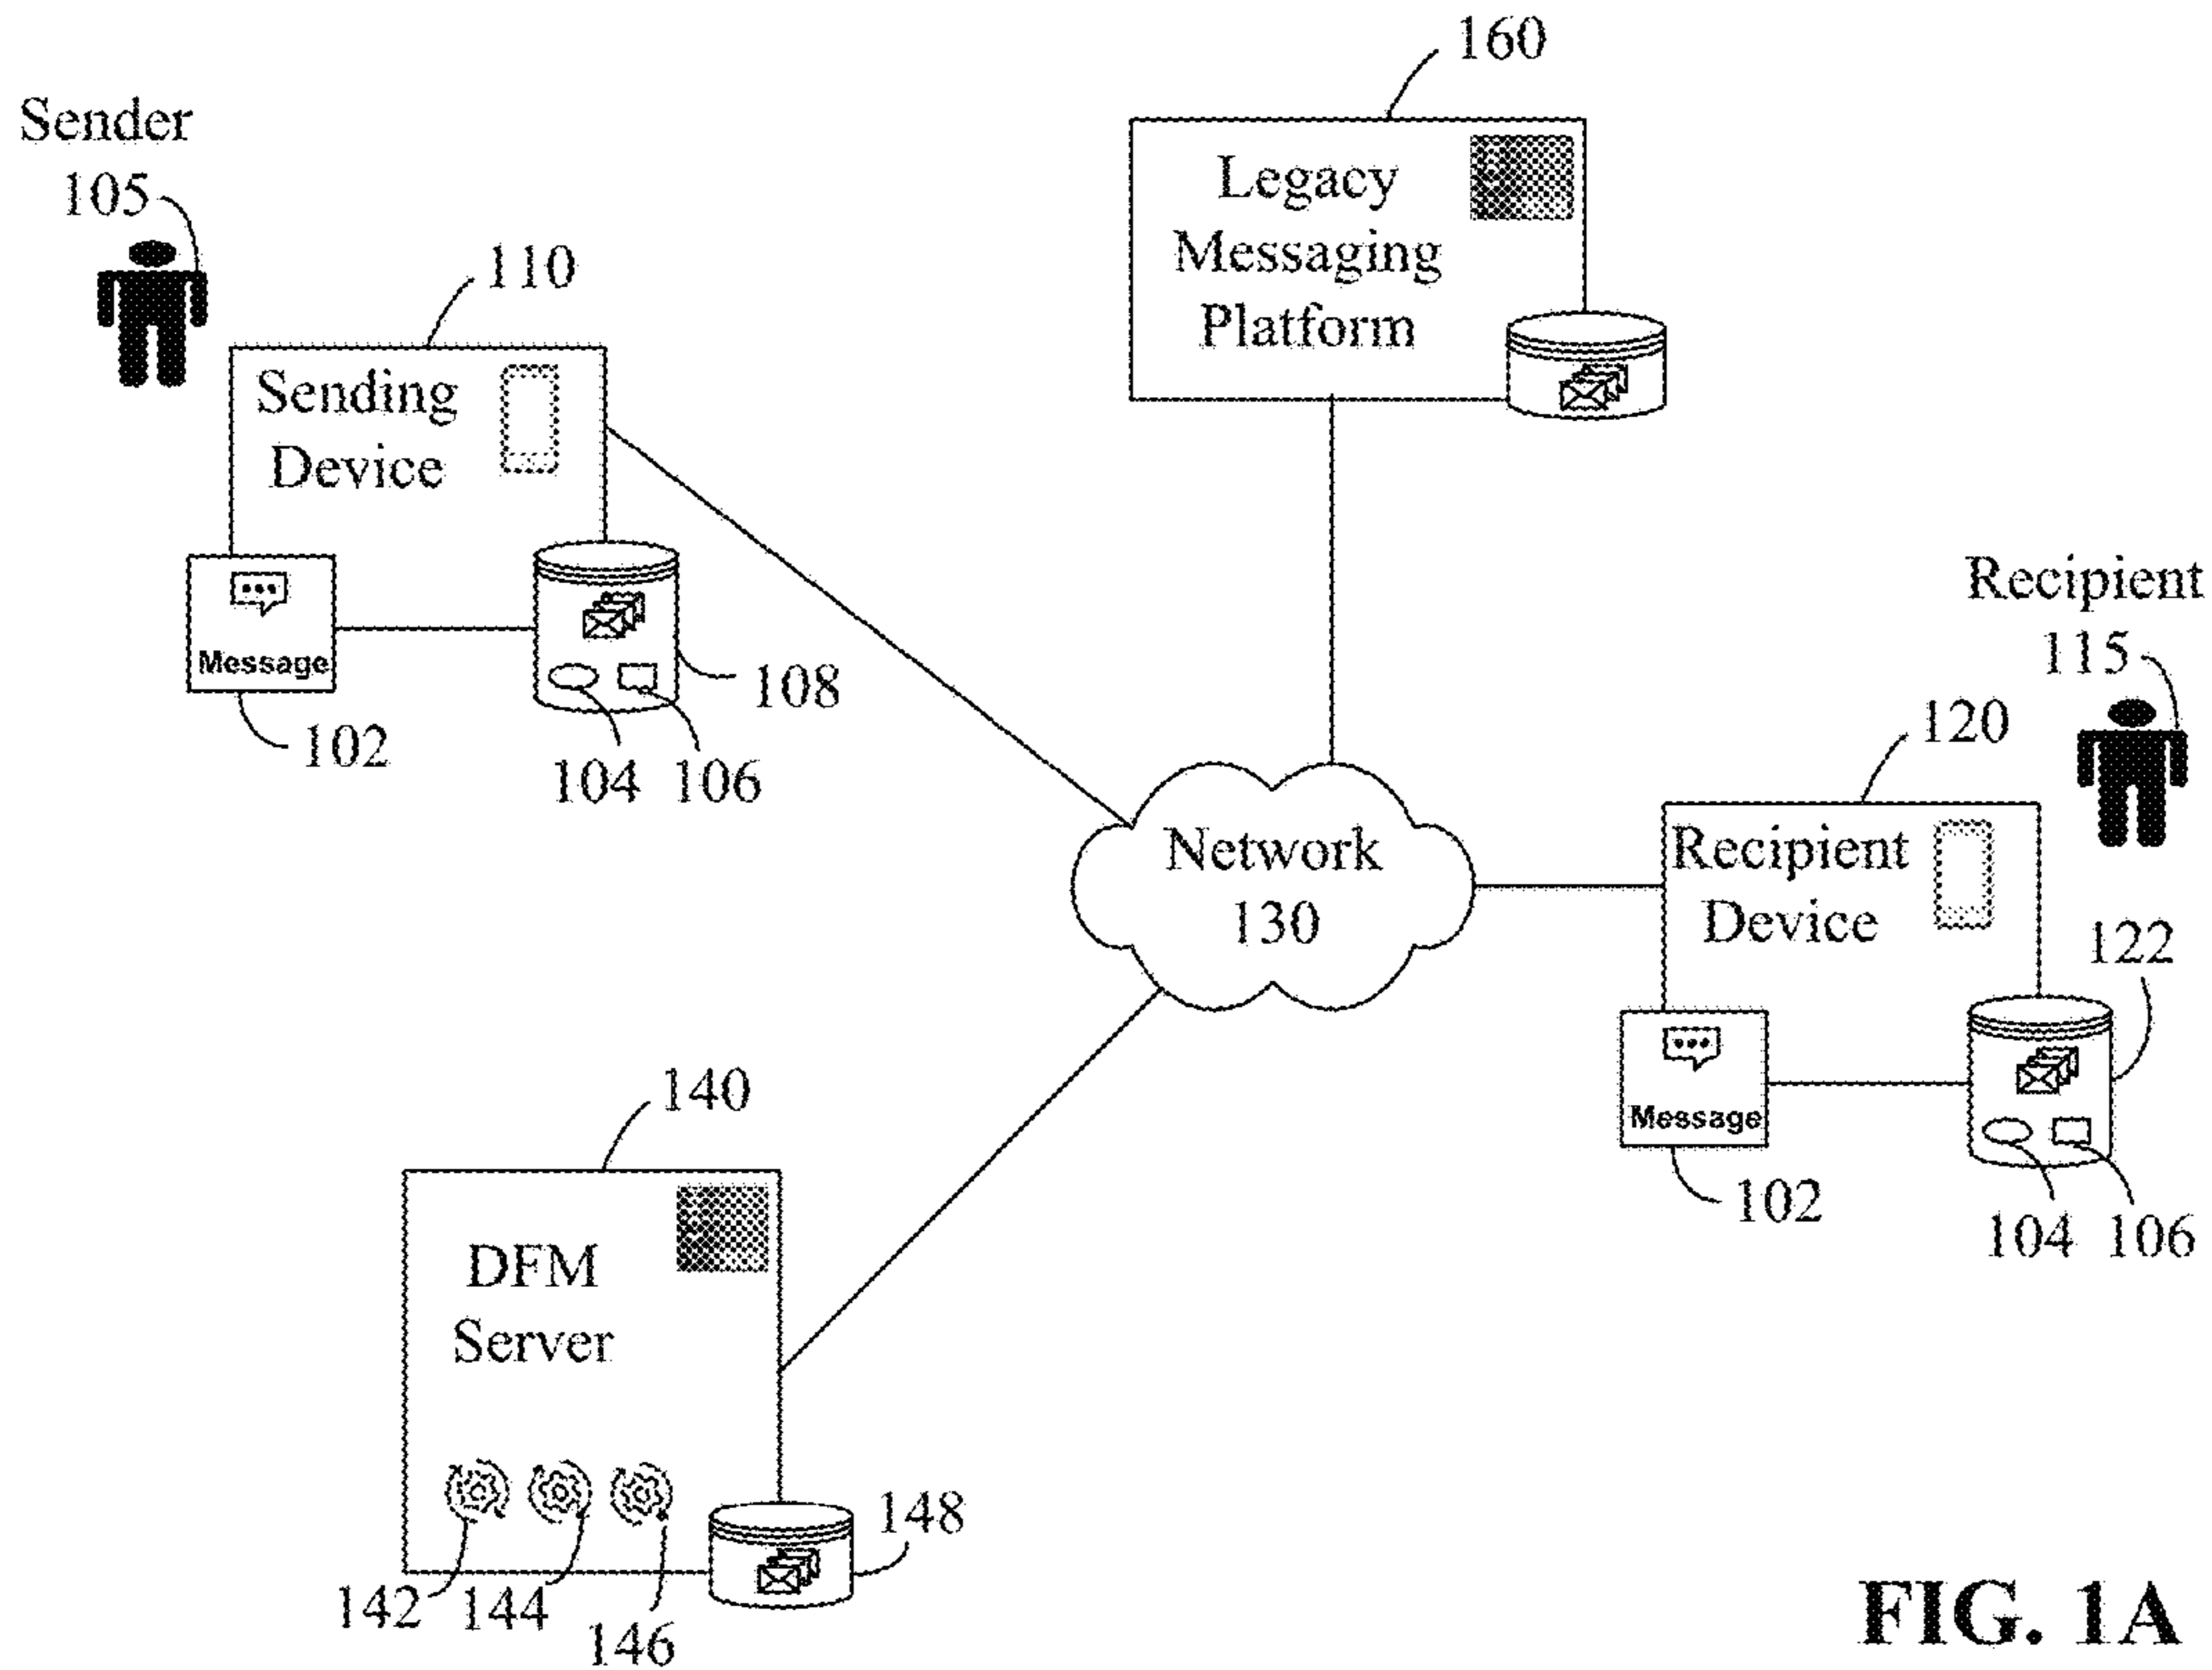 160
Sender
105
Legacy
Messaging
Platform
110
Sending
Device
Message
108
102
104
106
Recipient
115
120
Network
130
Recipient
Device
122
Message
102
104
106
140
DFM
Server
148
142
144
146
FIG. 1A